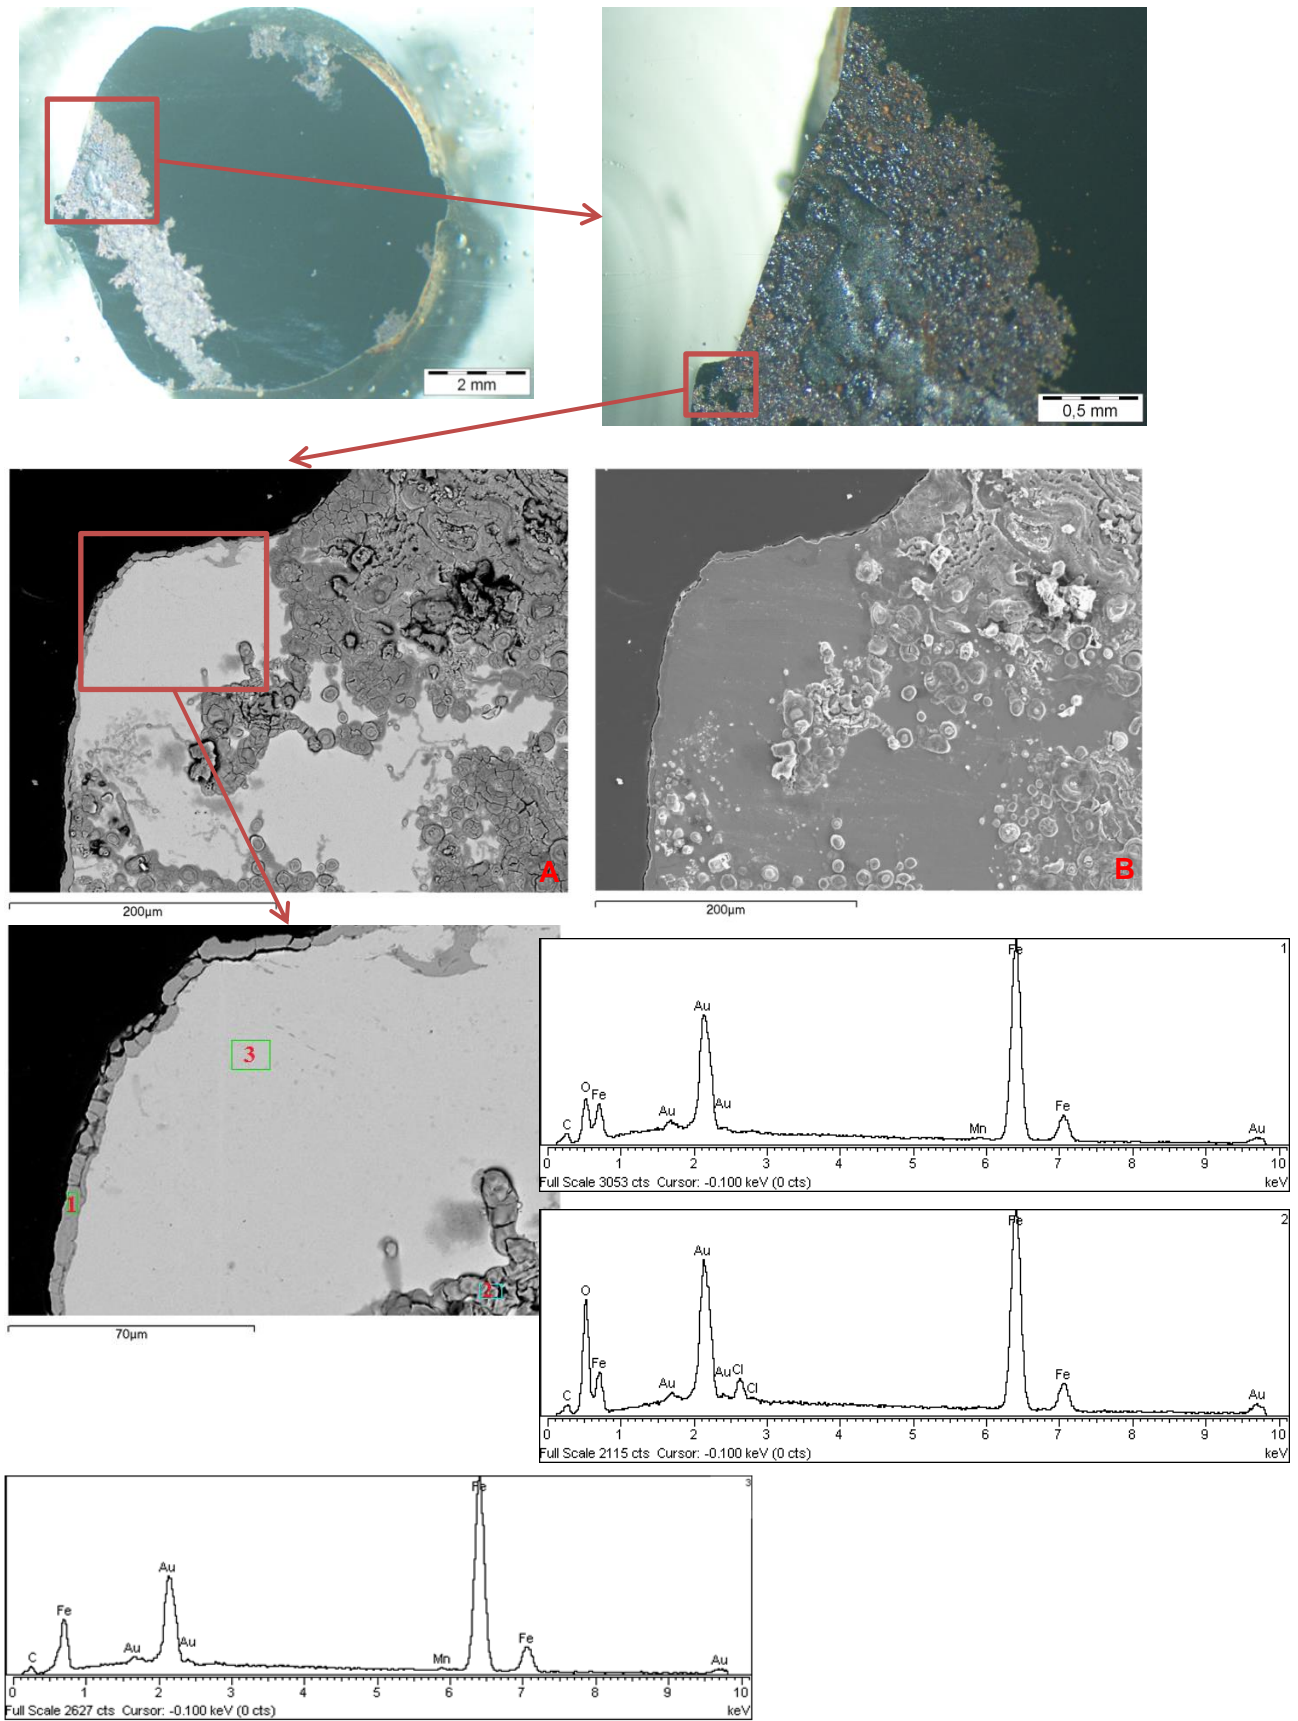 2 mm
0,5 mm
A
200µm
B
200µm
3
1
2
70µm
1
Fe
Au
O
Fe
Au
Au
C
Mn
Fe
Au
0 1 2 3 4 5 6 7 8 9 10
Full Scale 3053 cts Cursor: -0.100 keV (0 cts)
keV
2
Fe
Au
O
Fe
Au
Au
Cl
Cl
C
Fe
Au
0 1 2 3 4 5 6 7 8 9 10
Full Scale 2115 cts Cursor: -0.100 keV (0 cts)
keV
3
Fe
Au
Fe
Au
Au
C
Mn
Fe
Au
0 1 2 3 4 5 6 7 8 9 10
Full Scale 2627 cts Cursor: -0.100 keV (0 cts)
keV